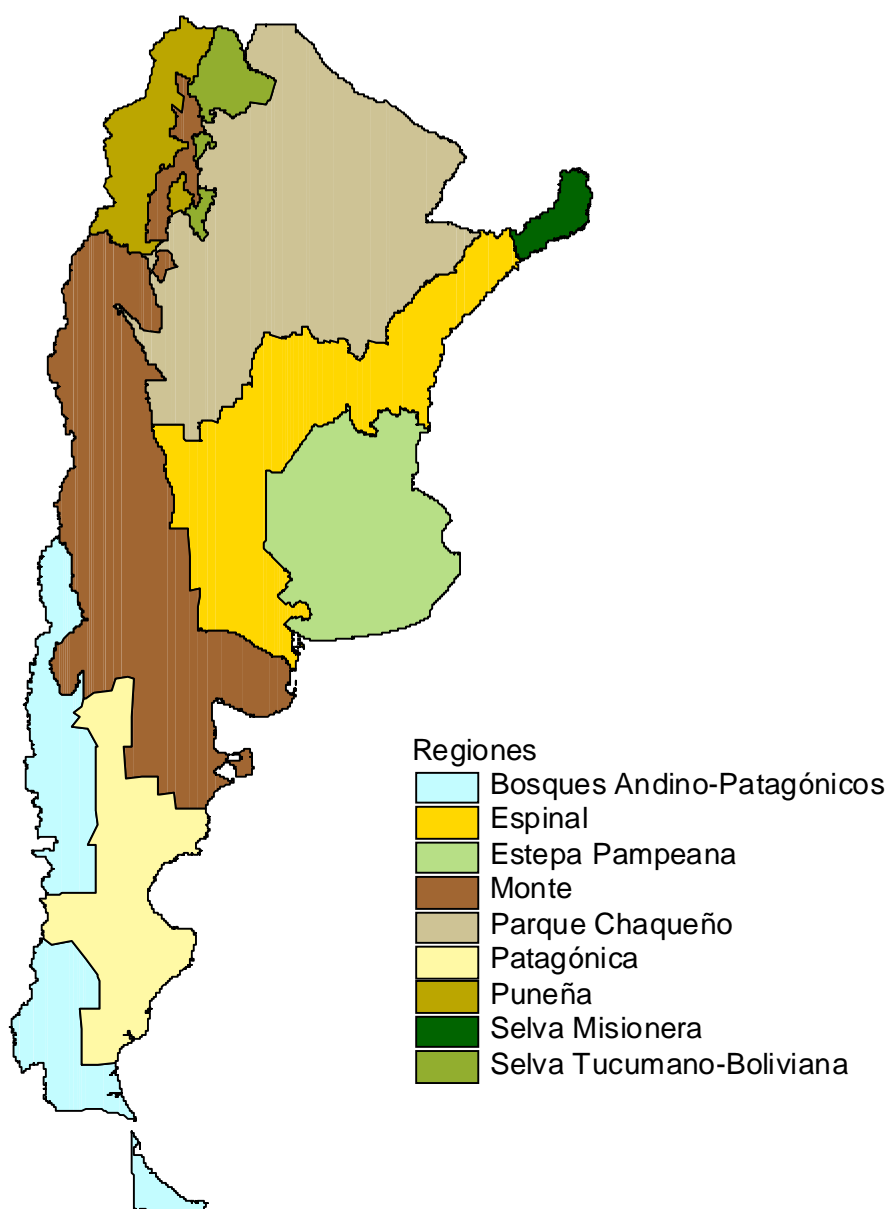 Regiones
Bosques Andino-Patagónicos
Espinal
Estepa Pampeana
Monte
Parque Chaqueño
Patagónica
Puneña
Selva Misionera
Selva Tucumano-Boliviana